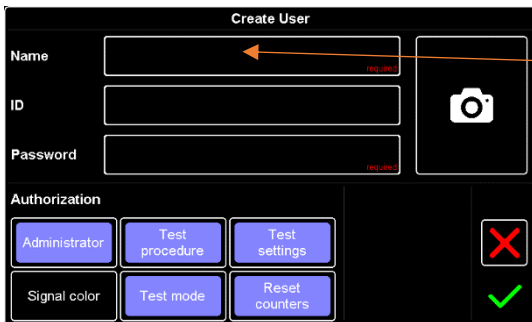 Create User
Name
required
ID
Password
required
Authorization
Administrator
Test
procedure
Test
settings
Signal color
Test mode
Reset
counters